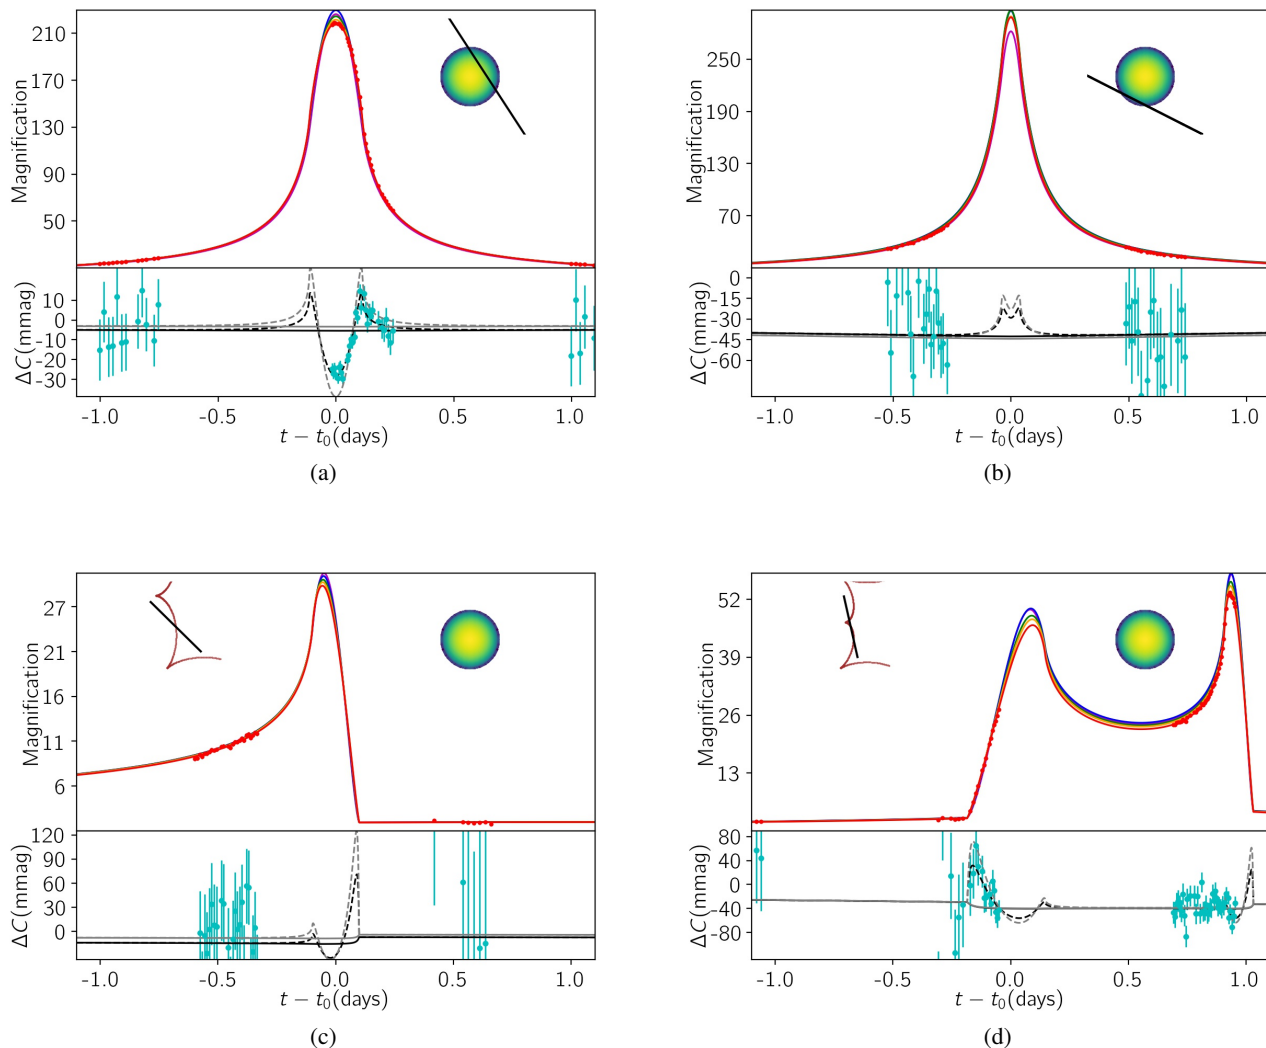 210
170
130
90
50
Magnification
10
0
-10
-20
-30
ΔC(mmag)
-1.0 -0.5 0.0 0.5 1.0
t − t₀(days)
(a)
250
190
130
70
Magnification
0
-15
-30
-45
-60
ΔC(mmag)
-1.0 -0.5 0.0 0.5 1.0
t − t₀(days)
(b)
27
21
16
11
6
Magnification
120
90
60
30
0
ΔC(mmag)
-1.0 -0.5 0.0 0.5 1.0
t − t₀(days)
(c)
52
39
26
13
Magnification
80
40
0
-40
-80
ΔC(mmag)
-1.0 -0.5 0.0 0.5 1.0
t − t₀(days)
(d)